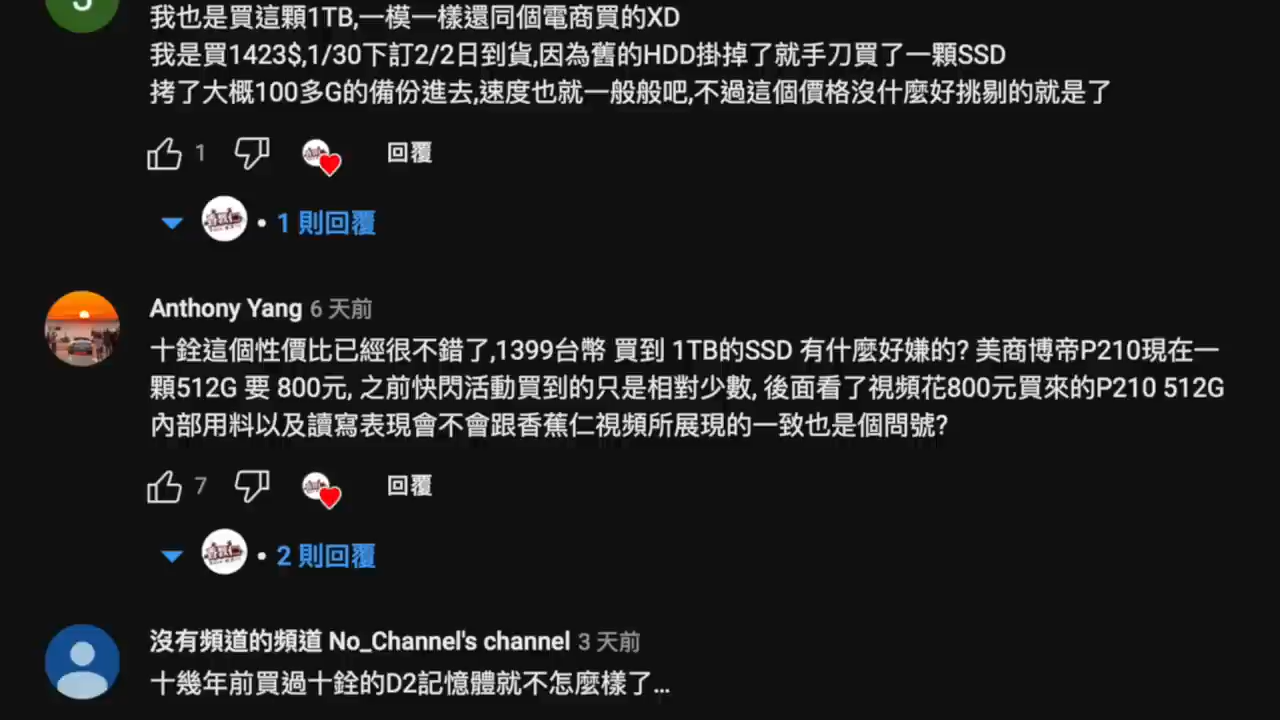 我也是買這顆1TB,一模一樣還同個電商買的XD
我是買1423$,1/30下訂2/2日到貨,因為舊的HDD掛掉了就手刀買了一顆SSD
拷了大概100多G的備份進去,速度也就一般般吧,不過這個價格沒什麼好挑剔的就是了
1 回覆
1 則回覆
Anthony Yang 6 天前
十銓這個性價比已經很不錯了,1399台幣 買到 1TB的SSD 有什麼好嫌的? 美商博帝P210現在一
顆512G 要 800元, 之前快閃活動買到的只是相對少數, 後面看了視頻花800元買來的P210 512G
內部用料以及讀寫表現會不會跟香蕉仁視頻所展現的一致也是個問號?
7 回覆
2 則回覆
沒有頻道的頻道 No_Channel's channel 3 天前
十幾年前買過十銓的D2記憶體就不怎麼樣了...